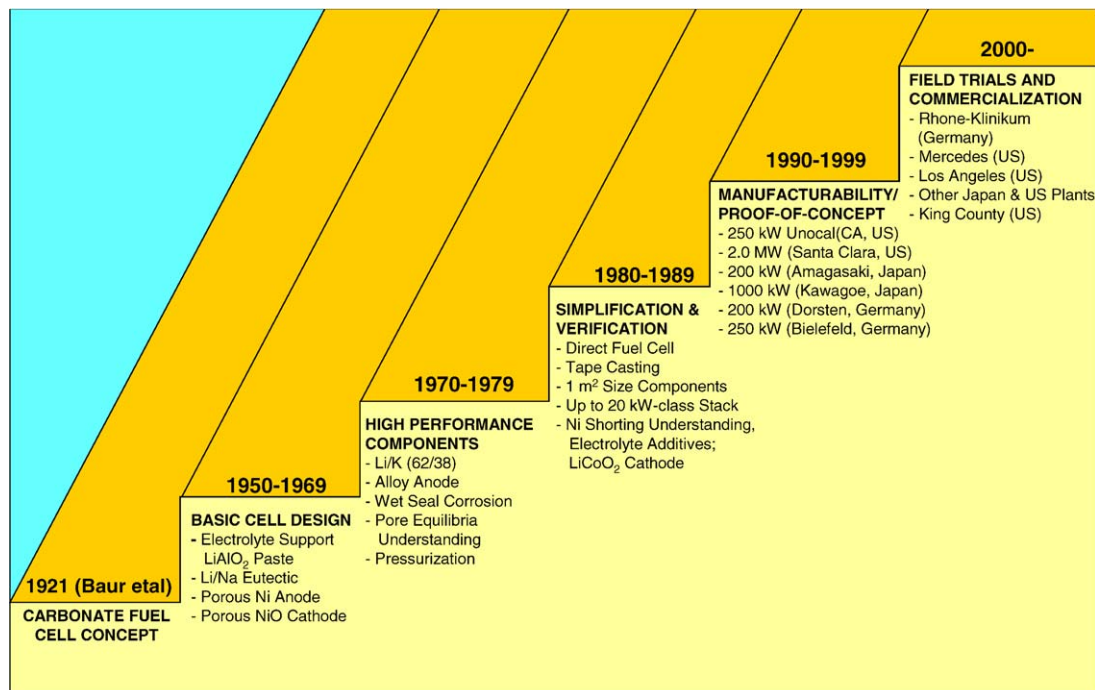 1921 (Baur etal)
CARBONATE FUEL
CELL CONCEPT
1950-1969
BASIC CELL DESIGN
- Electrolyte Support
LiAlO₂ Paste
- Li/Na Eutectic
- Porous Ni Anode
- Porous NiO Cathode
1970-1979
HIGH PERFORMANCE
COMPONENTS
- Li/K (62/38)
- Alloy Anode
- Wet Seal Corrosion
- Pore Equilibria
Understanding
- Pressurization
1980-1989
SIMPLIFICATION &
VERIFICATION
- Direct Fuel Cell
- Tape Casting
- 1 m² Size Components
- Up to 20 kW-class Stack
- Ni Shorting Understanding,
Electrolyte Additives;
LiCoO₂ Cathode
1990-1999
MANUFACTURABILITY/
PROOF-OF-CONCEPT
- 250 kW Unocal(CA, US)
- 2.0 MW (Santa Clara, US)
- 200 kW (Amagasaki, Japan)
- 1000 kW (Kawagoe, Japan)
- 200 kW (Dorsten, Germany)
- 250 kW (Bielefeld, Germany)
2000-
FIELD TRIALS AND
COMMERCIALIZATION
- Rhone-Klinikum
(Germany)
- Mercedes (US)
- Los Angeles (US)
- Other Japan & US Plants
- King County (US)